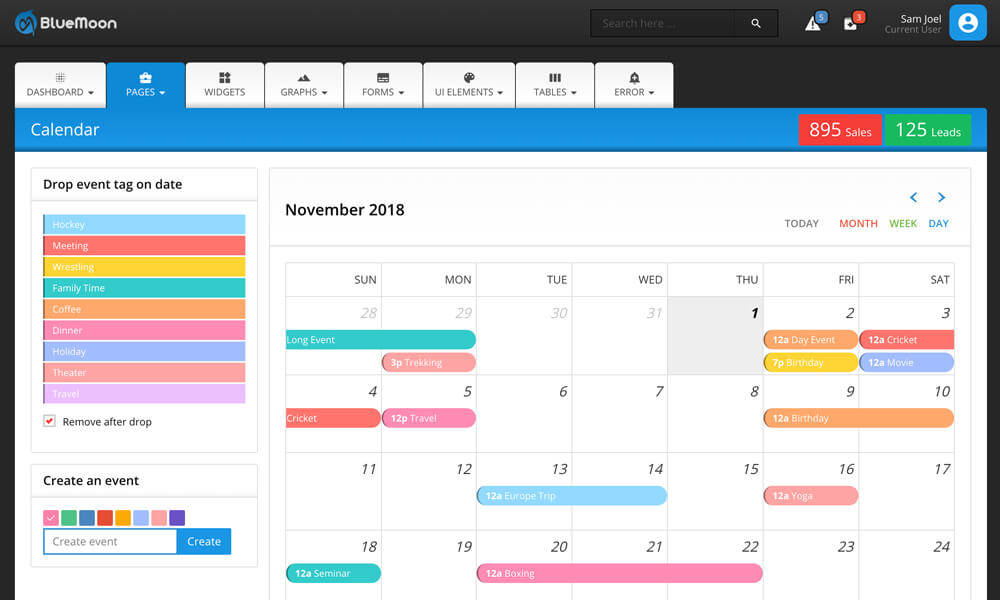 BlueMoon
Search here ...
5
3
Sam Joel
Current User
DASHBOARD
PAGES
WIDGETS
GRAPHS
FORMS
UI ELEMENTS
TABLES
ERROR
Calendar
895 Sales
125 Leads
Drop event tag on date
Hockey
Meeting
Wrestling
Family Time
Coffee
Dinner
Holiday
Theater
Travel
Remove after drop
Create an event
Create event
Create
November 2018
TODAY MONTH WEEK DAY
SUN MON TUE WED THU FRI SAT
28 29 30 31 1 2 3
Long Event 12a Day Event 12a Cricket
3p Trekking 7p Birthday 12a Movie
4 5 6 7 8 9 10
Cricket 12p Travel 12a Birthday
11 12 13 14 15 16 17
12a Europe Trip 12a Yoga
18 19 20 21 22 23 24
12a Seminar 12a Boxing